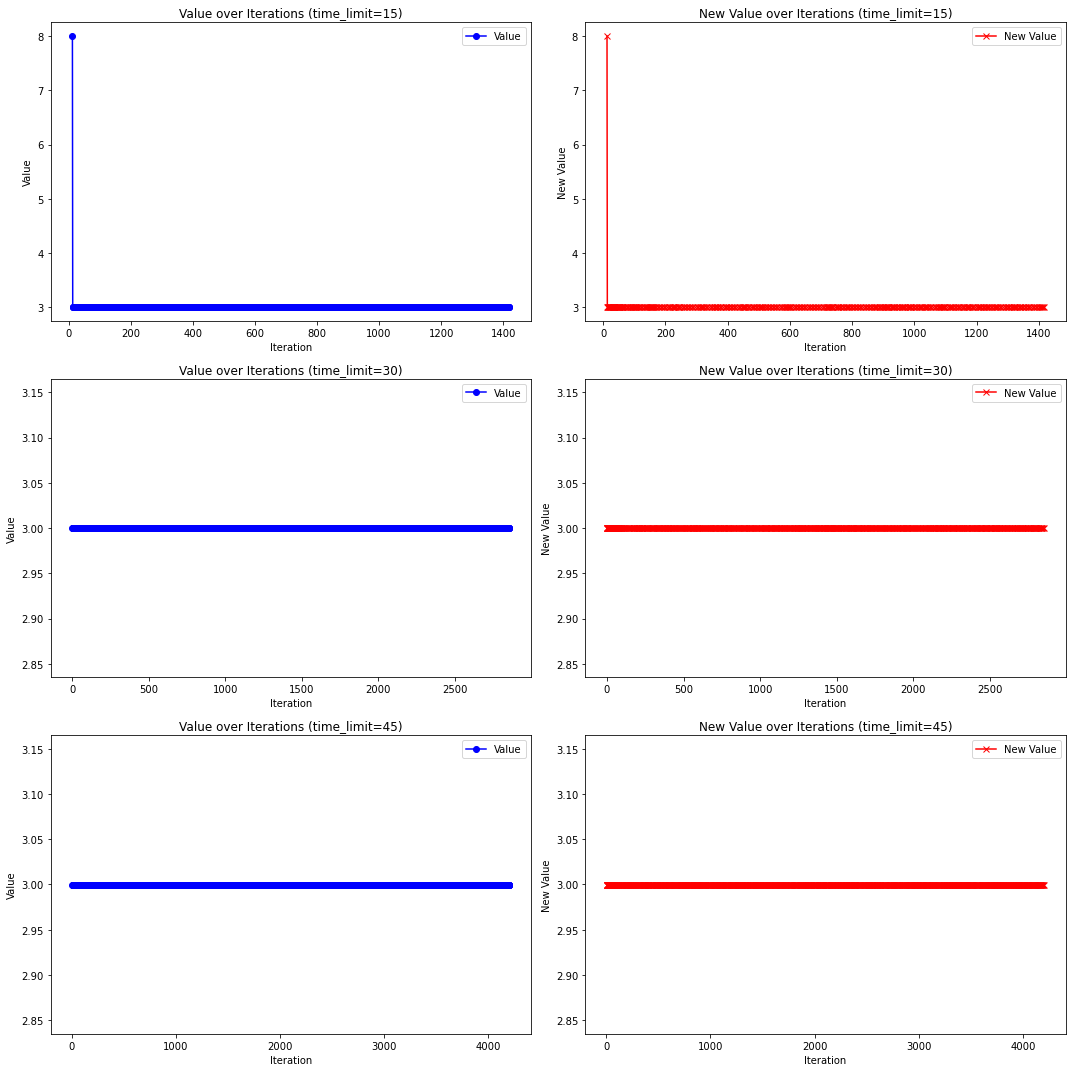 Value over Iterations (time_limit=15)
Value
8
7
6
5
4
3
Value
0 200 400 600 800 1000 1200 1400
Iteration
New Value over Iterations (time_limit=15)
New Value
8
7
6
5
4
3
New Value
0 200 400 600 800 1000 1200 1400
Iteration
Value over Iterations (time_limit=30)
Value
3.15
3.10
3.05
3.00
2.95
2.90
2.85
Value
0 500 1000 1500 2000 2500
Iteration
New Value over Iterations (time_limit=30)
New Value
3.15
3.10
3.05
3.00
2.95
2.90
2.85
New Value
0 500 1000 1500 2000 2500
Iteration
Value over Iterations (time_limit=45)
Value
3.15
3.10
3.05
3.00
2.95
2.90
2.85
Value
0 1000 2000 3000 4000
Iteration
New Value over Iterations (time_limit=45)
New Value
3.15
3.10
3.05
3.00
2.95
2.90
2.85
New Value
0 1000 2000 3000 4000
Iteration